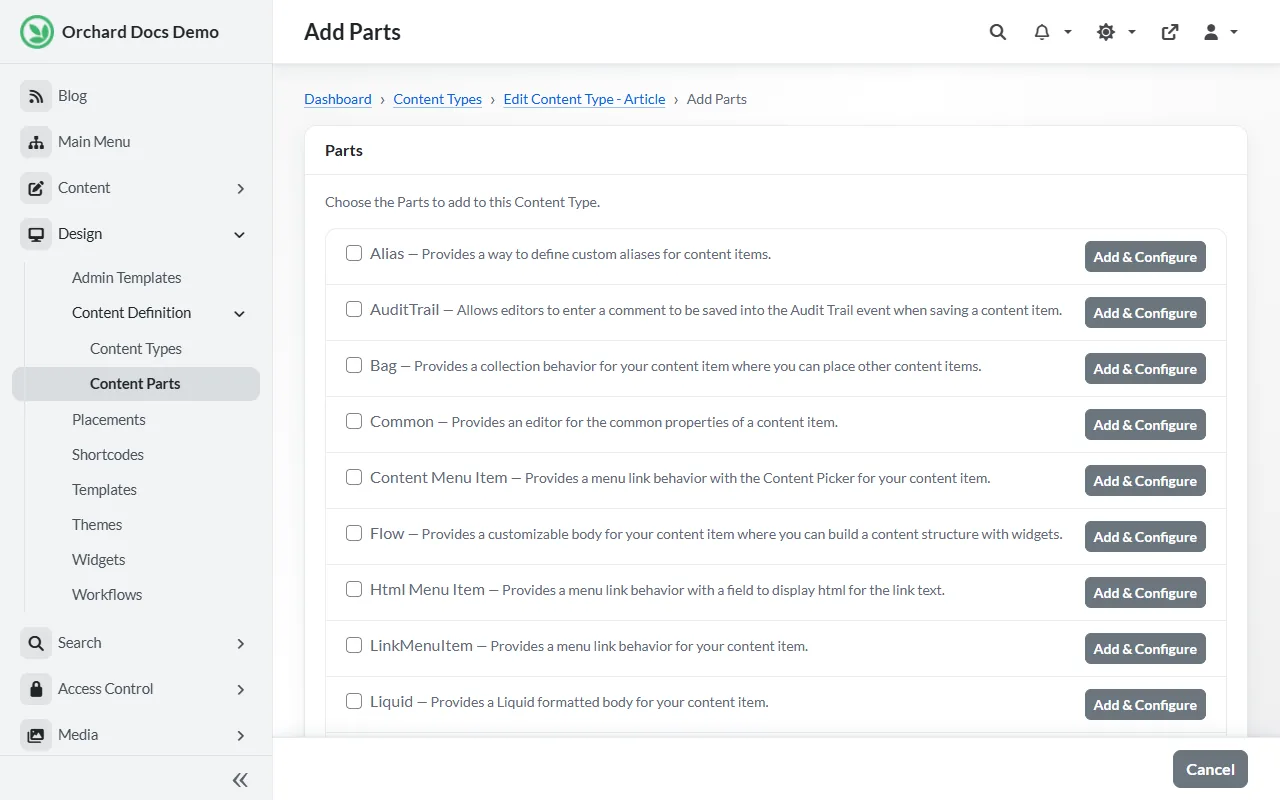 Orchard Docs Demo
Add Parts
Blog
Main Menu
Content
Design
Admin Templates
Content Definition
Content Types
Content Parts
Placements
Shortcodes
Templates
Themes
Widgets
Workflows
Search
Access Control
Media
Dashboard › Content Types › Edit Content Type - Article › Add Parts
Parts
Choose the Parts to add to this Content Type.
Alias — Provides a way to define custom aliases for content items. Add & Configure
AuditTrail — Allows editors to enter a comment to be saved into the Audit Trail event when saving a content item. Add & Configure
Bag — Provides a collection behavior for your content item where you can place other content items. Add & Configure
Common — Provides an editor for the common properties of a content item. Add & Configure
Content Menu Item — Provides a menu link behavior with the Content Picker for your content item. Add & Configure
Flow — Provides a customizable body for your content item where you can build a content structure with widgets. Add & Configure
Html Menu Item — Provides a menu link behavior with a field to display html for the link text. Add & Configure
LinkMenuItem — Provides a menu link behavior for your content item. Add & Configure
Liquid — Provides a Liquid formatted body for your content item. Add & Configure
Cancel